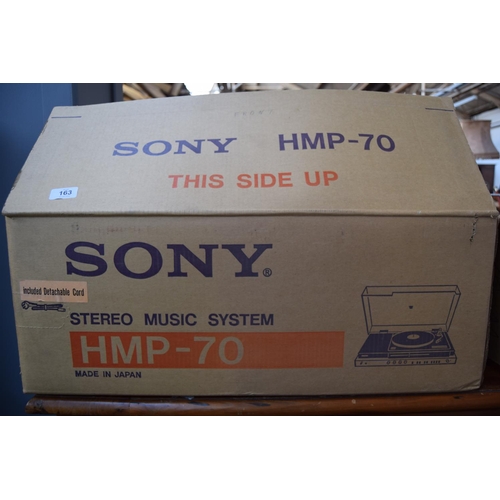 SONY HMP-70
THIS SIDE UP
163
SONY®
Included Detachable Cord
STEREO MUSIC SYSTEM
HMP-70
MADE IN JAPAN